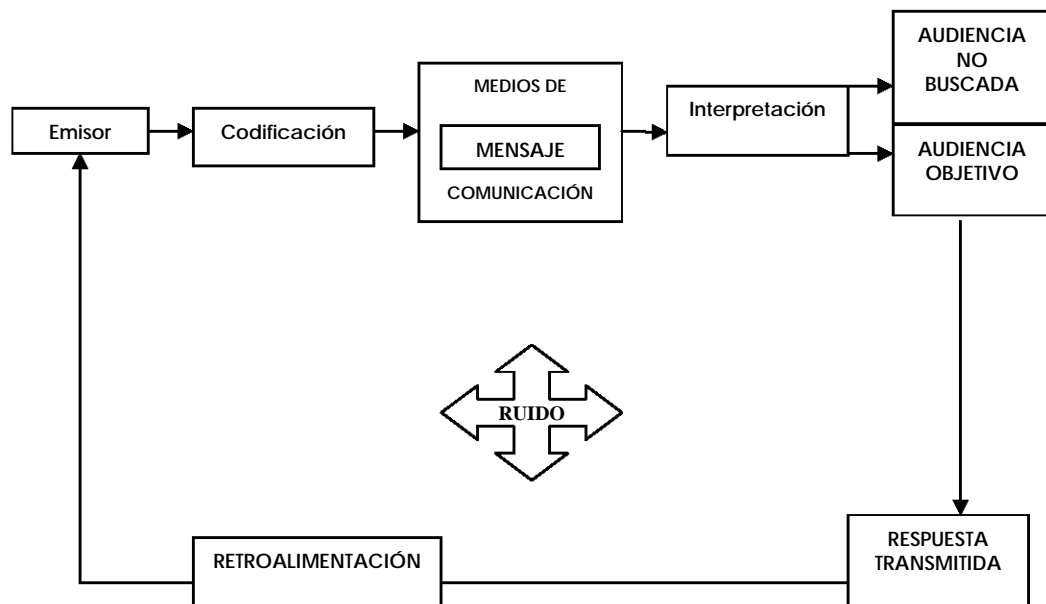 Emisor
Codificación
MEDIOS DE
MENSAJE
COMUNICACIÓN
Interpretación
AUDIENCIA
NO
BUSCADA
AUDIENCIA
OBJETIVO
RUIDO
RETROALIMENTACIÓN
RESPUESTA
TRANSMITIDA